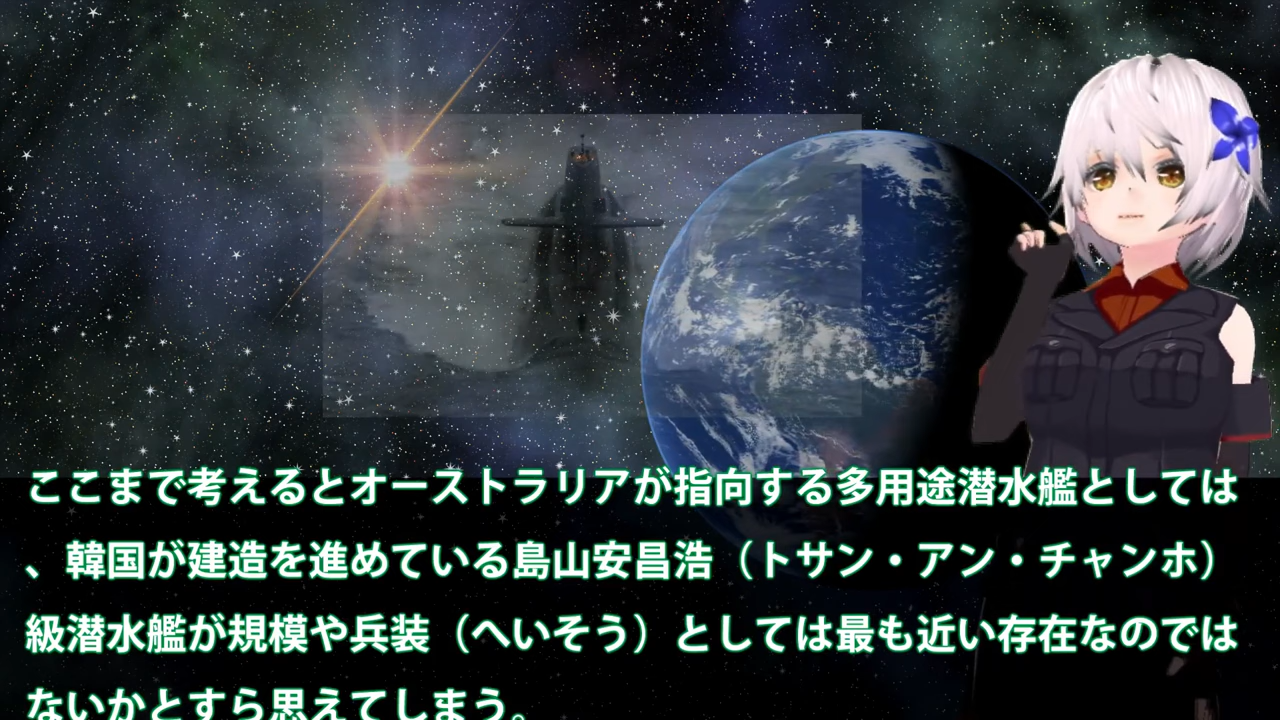 ここまで考えるとオーストラリアが指向する多用途潜水艦としては
、韓国が建造を進めている島山安昌浩（トサン・アン・チャンホ）
級潜水艦が規模や兵装（へいそう）としては最も近い存在なのでは
ないかとすら思えてしまう。